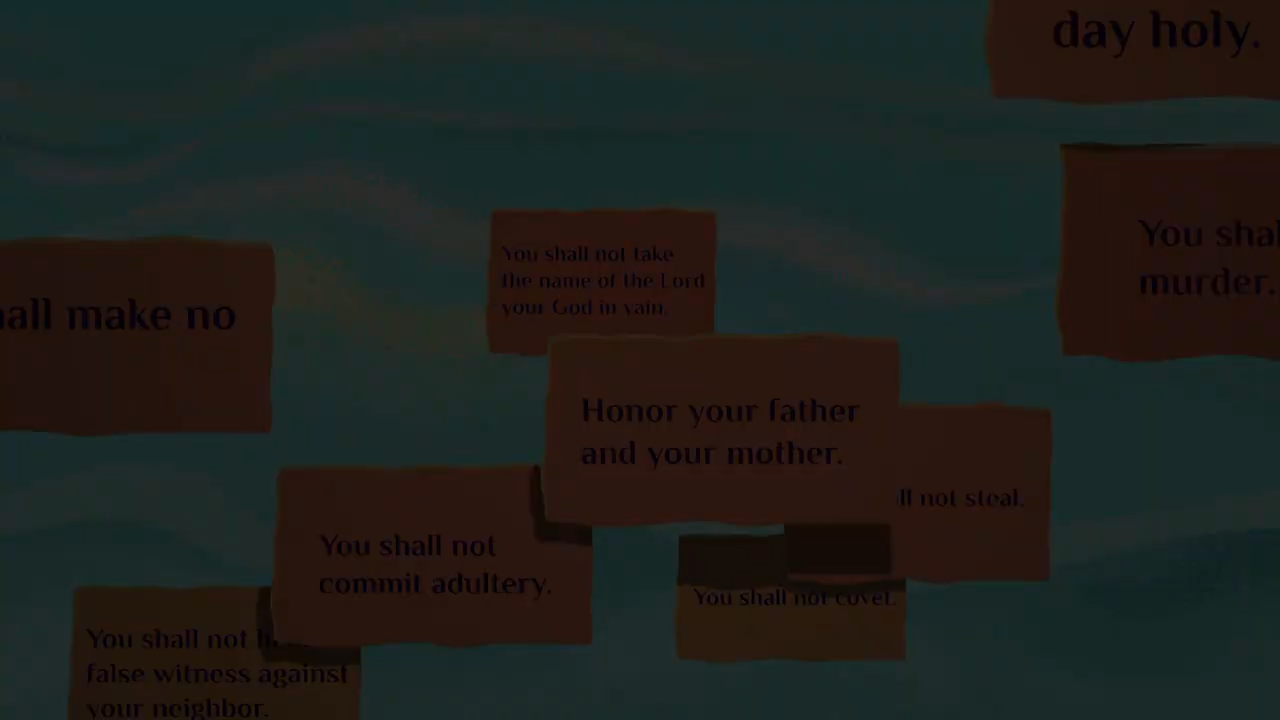 day holy.
You shall not take
the name of the Lord
your God in vain.
You shal
murder.
hall make no
Honor your father
and your mother.
ll not steal.
You shall not
commit adultery.
You shall not covet.
You shall not
false witness against
your neighbor.